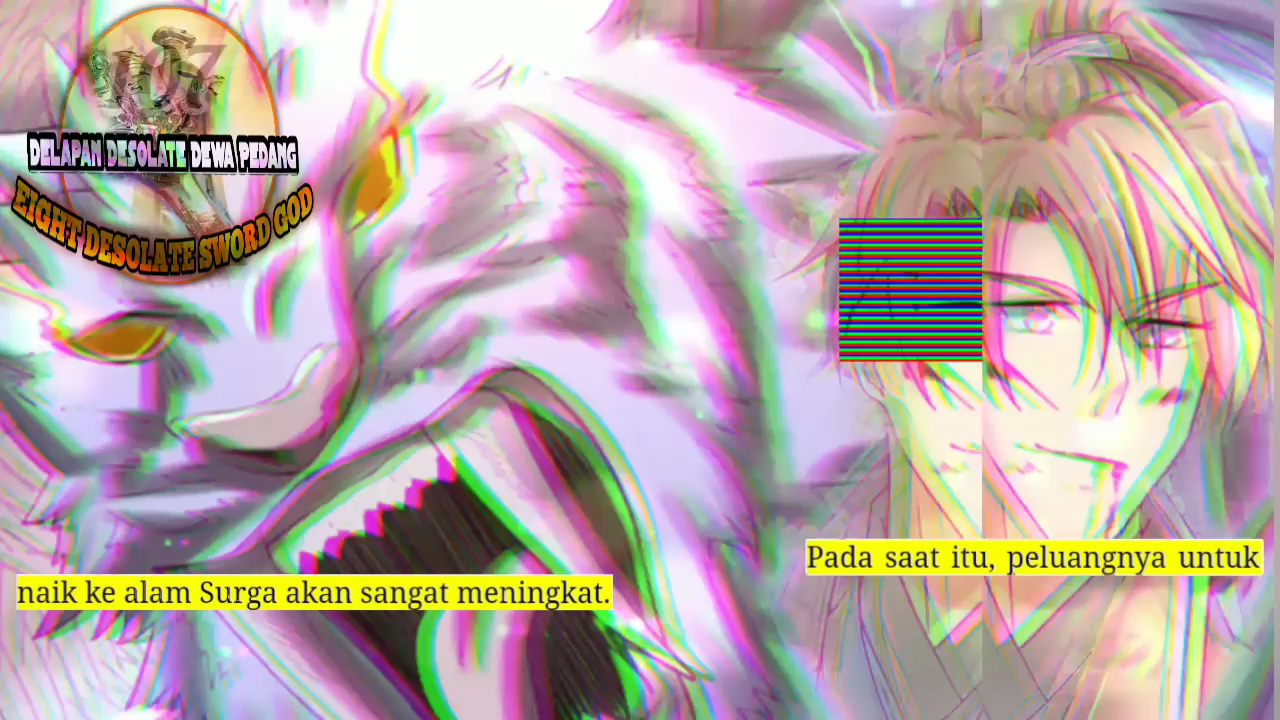 107
DELAPAN DESOLATE DEWA PEDANG
EIGHT DESOLATE SWORD GOD
Pada saat itu, peluangnya untuk
naik ke alam Surga akan sangat meningkat.